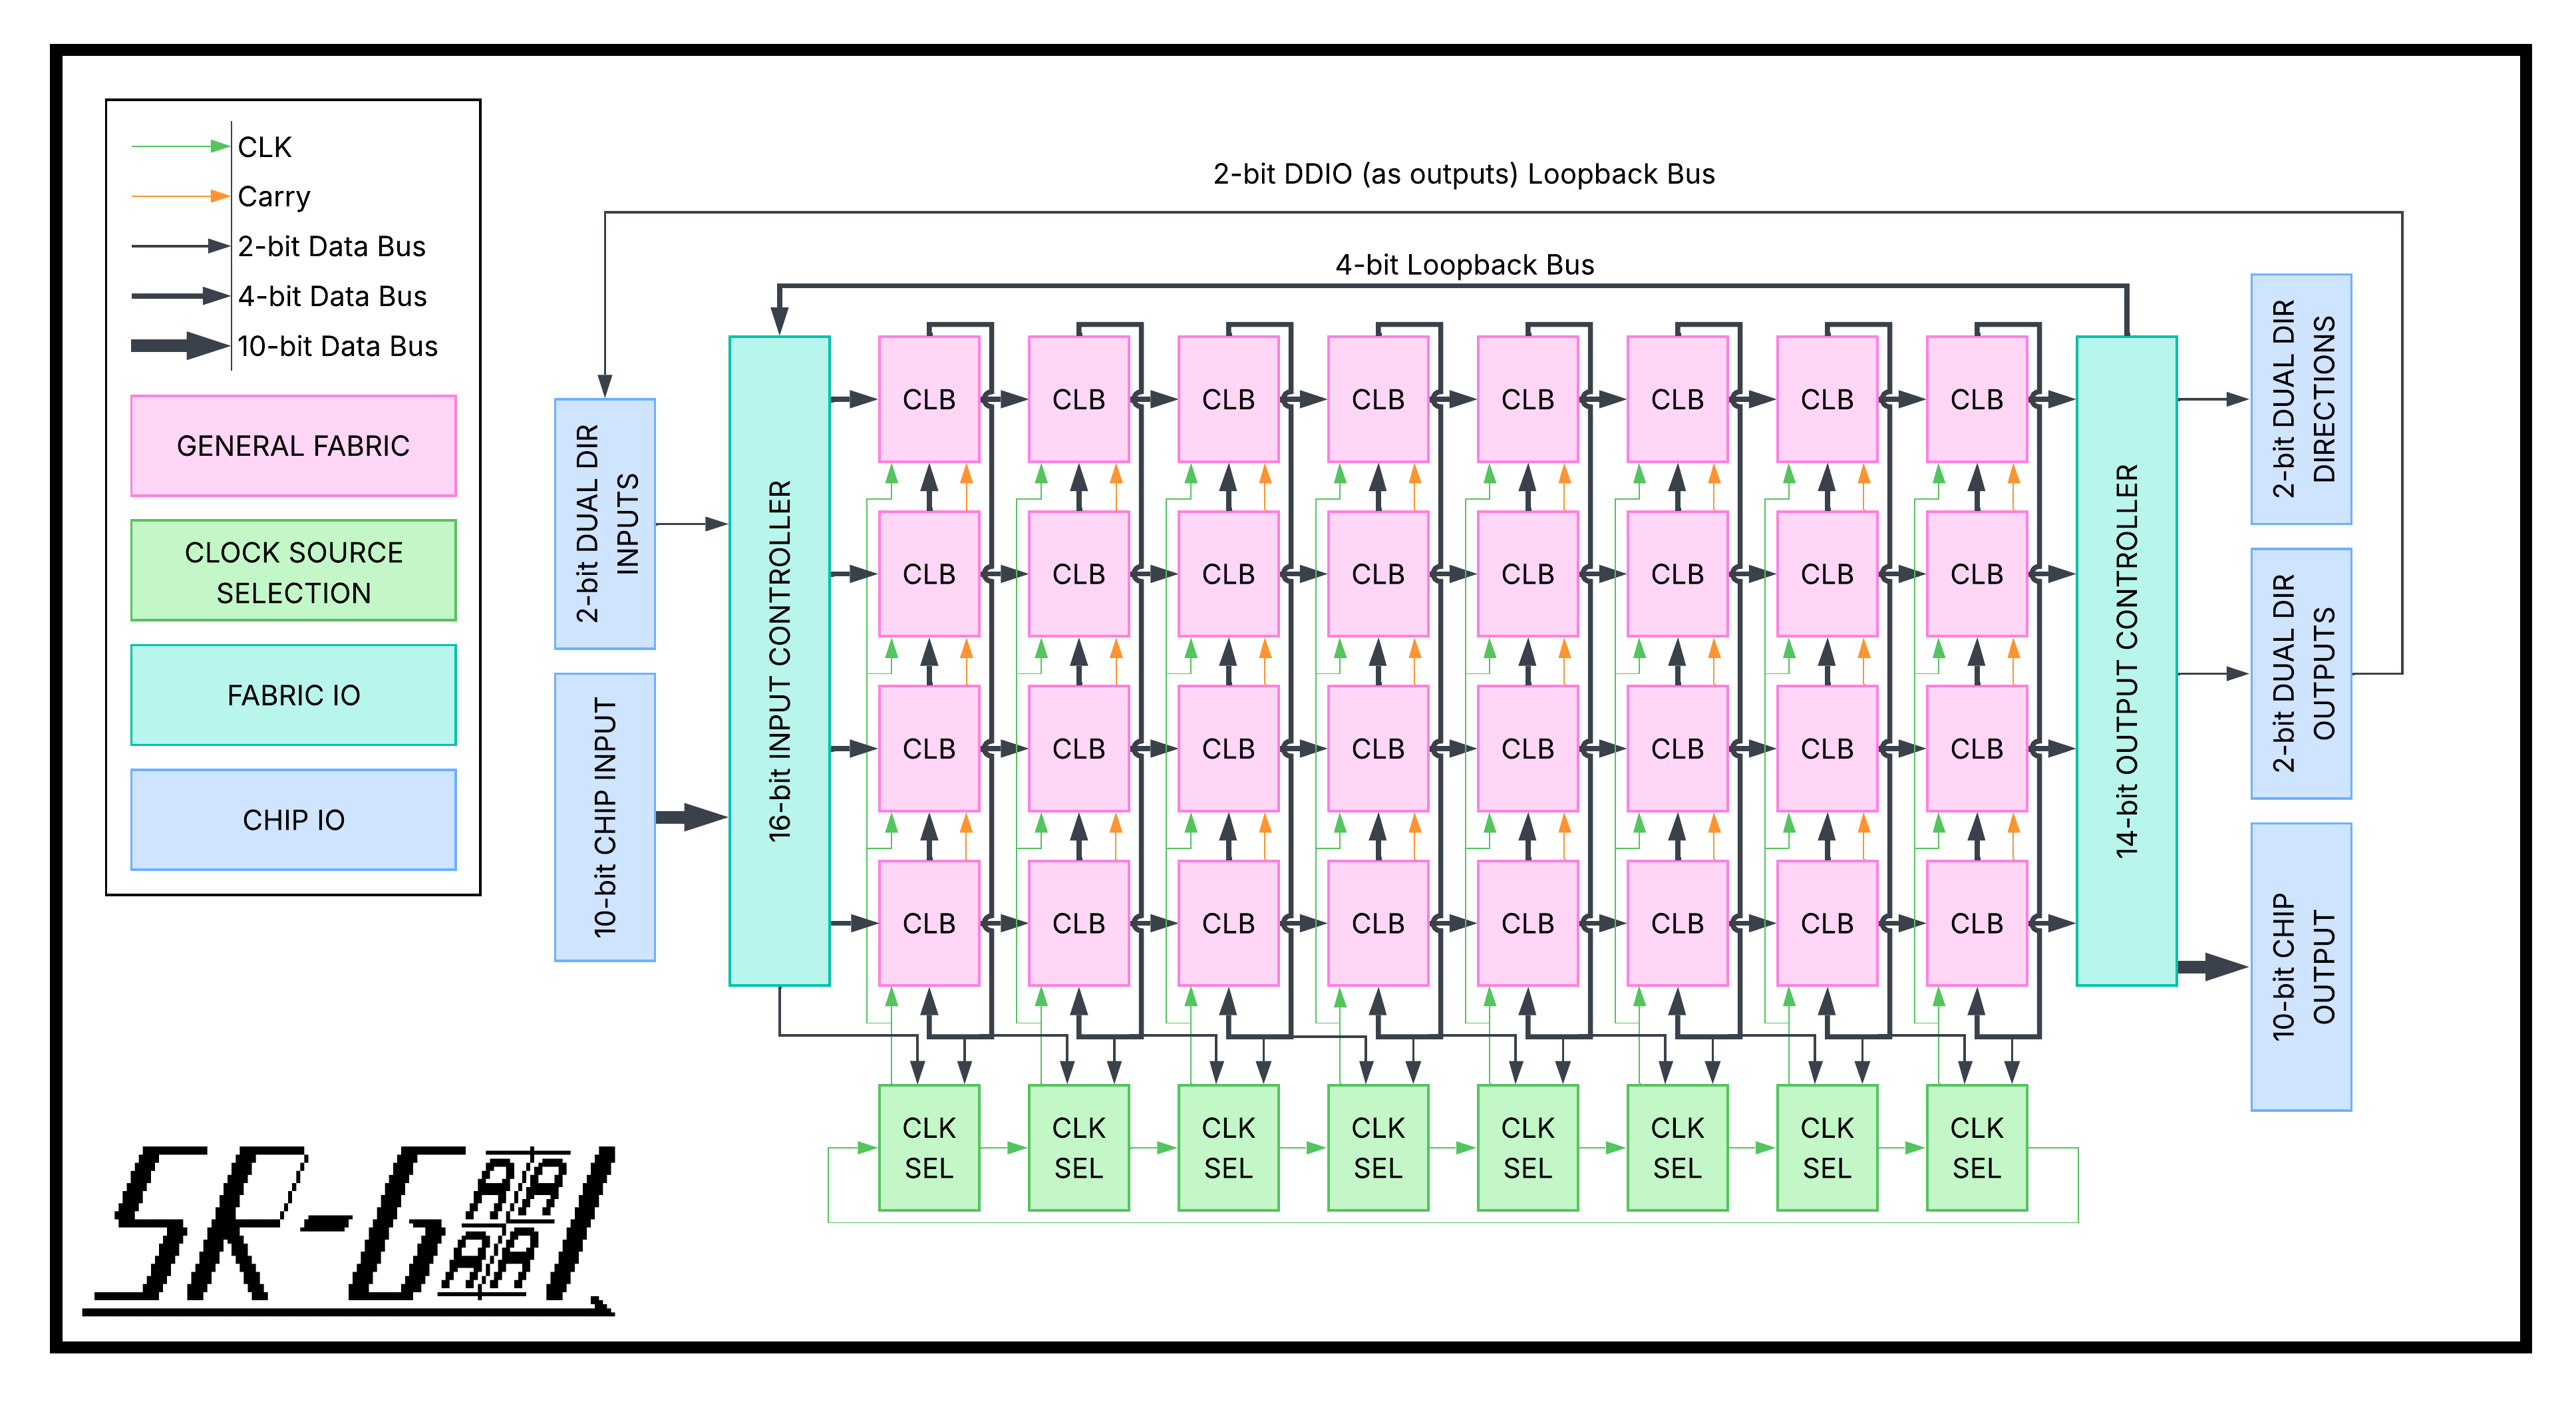 CLK
Carry
2-bit Data Bus
4-bit Data Bus
10-bit Data Bus
GENERAL FABRIC
CLOCK SOURCE
SELECTION
FABRIC IO
CHIP IO
2-bit DDIO (as outputs) Loopback Bus
4-bit Loopback Bus
2-bit DUAL DIR
INPUTS
10-bit CHIP INPUT
16-bit INPUT CONTROLLER
CLB CLB CLB CLB CLB CLB CLB CLB
CLB CLB CLB CLB CLB CLB CLB CLB
CLB CLB CLB CLB CLB CLB CLB CLB
CLB CLB CLB CLB CLB CLB CLB CLB
CLK CLK CLK CLK CLK CLK CLK CLK
SEL SEL SEL SEL SEL SEL SEL SEL
14-bit OUTPUT CONTROLLER
2-bit DUAL DIR
DIRECTIONS
2-bit DUAL DIR
OUTPUTS
10-bit CHIP
OUTPUT